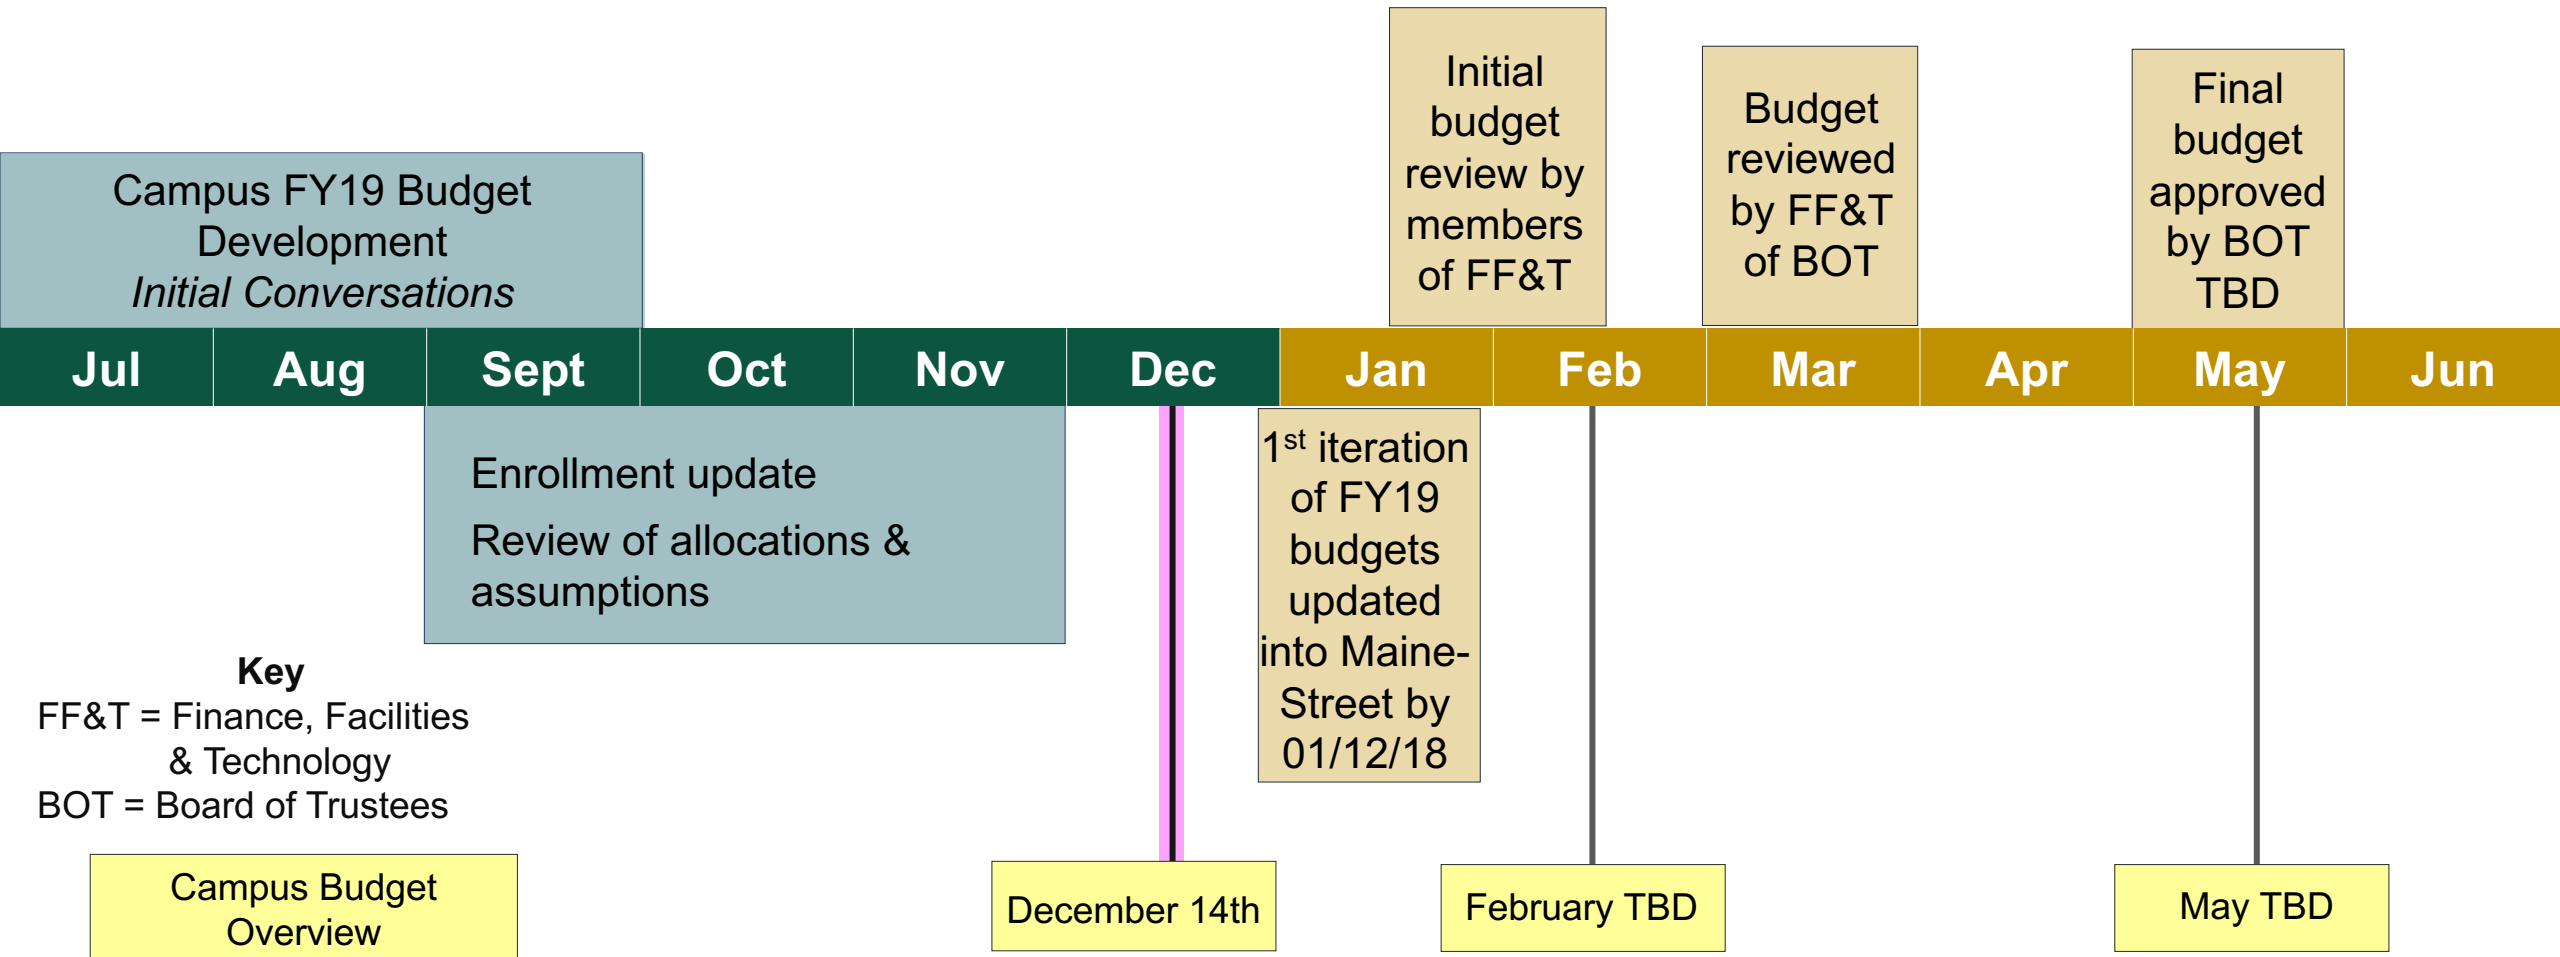 Initial
budget
review by
members
of FF&T
Budget
reviewed
by FF&T
of BOT
Final
budget
approved
by BOT
TBD
Campus FY19 Budget
Development
Initial Conversations
Jul Aug Sept Oct Nov Dec Jan Feb Mar Apr May Jun
Enrollment update
Review of allocations &
assumptions
1st iteration
of FY19
budgets
updated
into Maine-
Street by
01/12/18
Key
FF&T = Finance, Facilities
& Technology
BOT = Board of Trustees
Campus Budget
Overview
December 14th
February TBD
May TBD